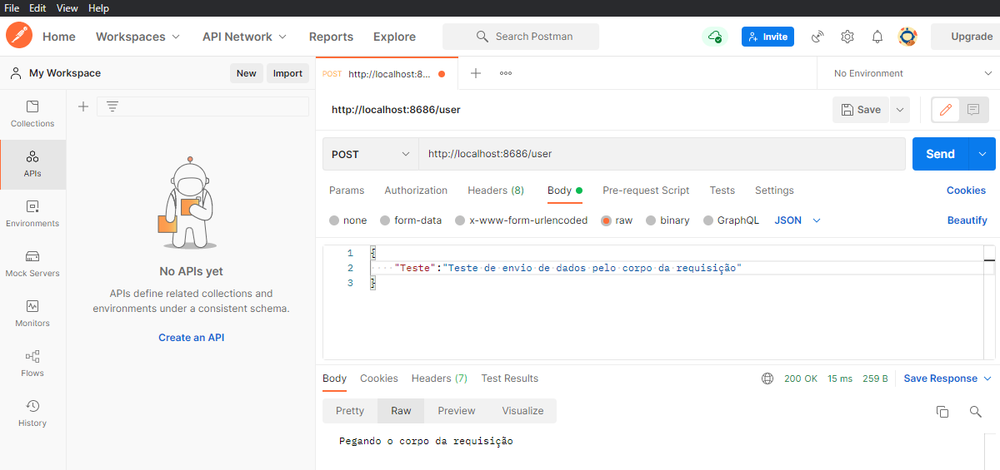 File Edit View Help
Home Workspaces API Network Reports Explore Search Postman Invite Upgrade
My Workspace New Import POST http://localhost:8... No Environment
Collections
APIs
Environments
Mock Servers
Monitors
Flows
History
No APIs yet
APIs define related collections and
environments under a consistent schema.
Create an API
http://localhost:8686/user Save
POST http://localhost:8686/user Send
Params Authorization Headers (8) Body Pre-request Script Tests Settings Cookies
none form-data x-www-form-urlencoded raw binary GraphQL JSON Beautify
1 {
2 "Teste":"Teste de envio de dados pelo corpo da requisição"
3 }
Body Cookies Headers (7) Test Results 200 OK 15 ms 259 B Save Response
Pretty Raw Preview Visualize
Pegando o corpo da requisição